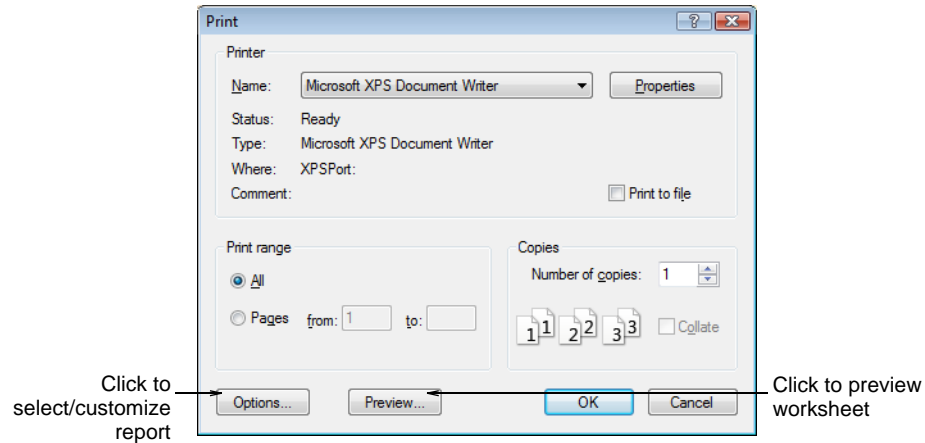 Print
Printer
Name: Microsoft XPS Document Writer Properties
Status: Ready
Type: Microsoft XPS Document Writer
Where: XPSPort:
Comment: Print to file
Print range Copies
All Number of copies: 1
Pages from: 1 to:
1 1 2 2 3 3 Collate
Click to
select/customize
report
Options... Preview... OK Cancel
Click to preview
worksheet